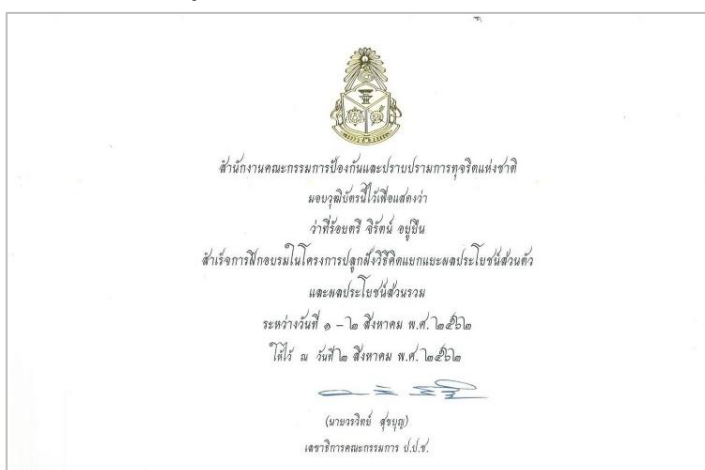 สำนักงานคณะกรรมการป้องกันและปราบปรามการทุจริตแห่งชาติ
มอบวุฒิบัตรนี้ไว้เพื่อแสดงว่า
ว่าที่ร้อยตรี จิรัตน์ อยู่ยืน
สำเร็จการฝึกอบรมในโครงการปลูกฝังวิธีคิดแยกแยะผลประโยชน์ส่วนตัว
และผลประโยชน์ส่วนรวม
ระหว่างวันที่ ๑ – ๒ สิงหาคม พ.ศ. ๒๕๖๒
ให้ไว้ ณ วันที่ ๒ สิงหาคม พ.ศ. ๒๕๖๒
(นายวรวิทย์ สุขบุญ)
เลขาธิการคณะกรรมการ ป.ป.ช.